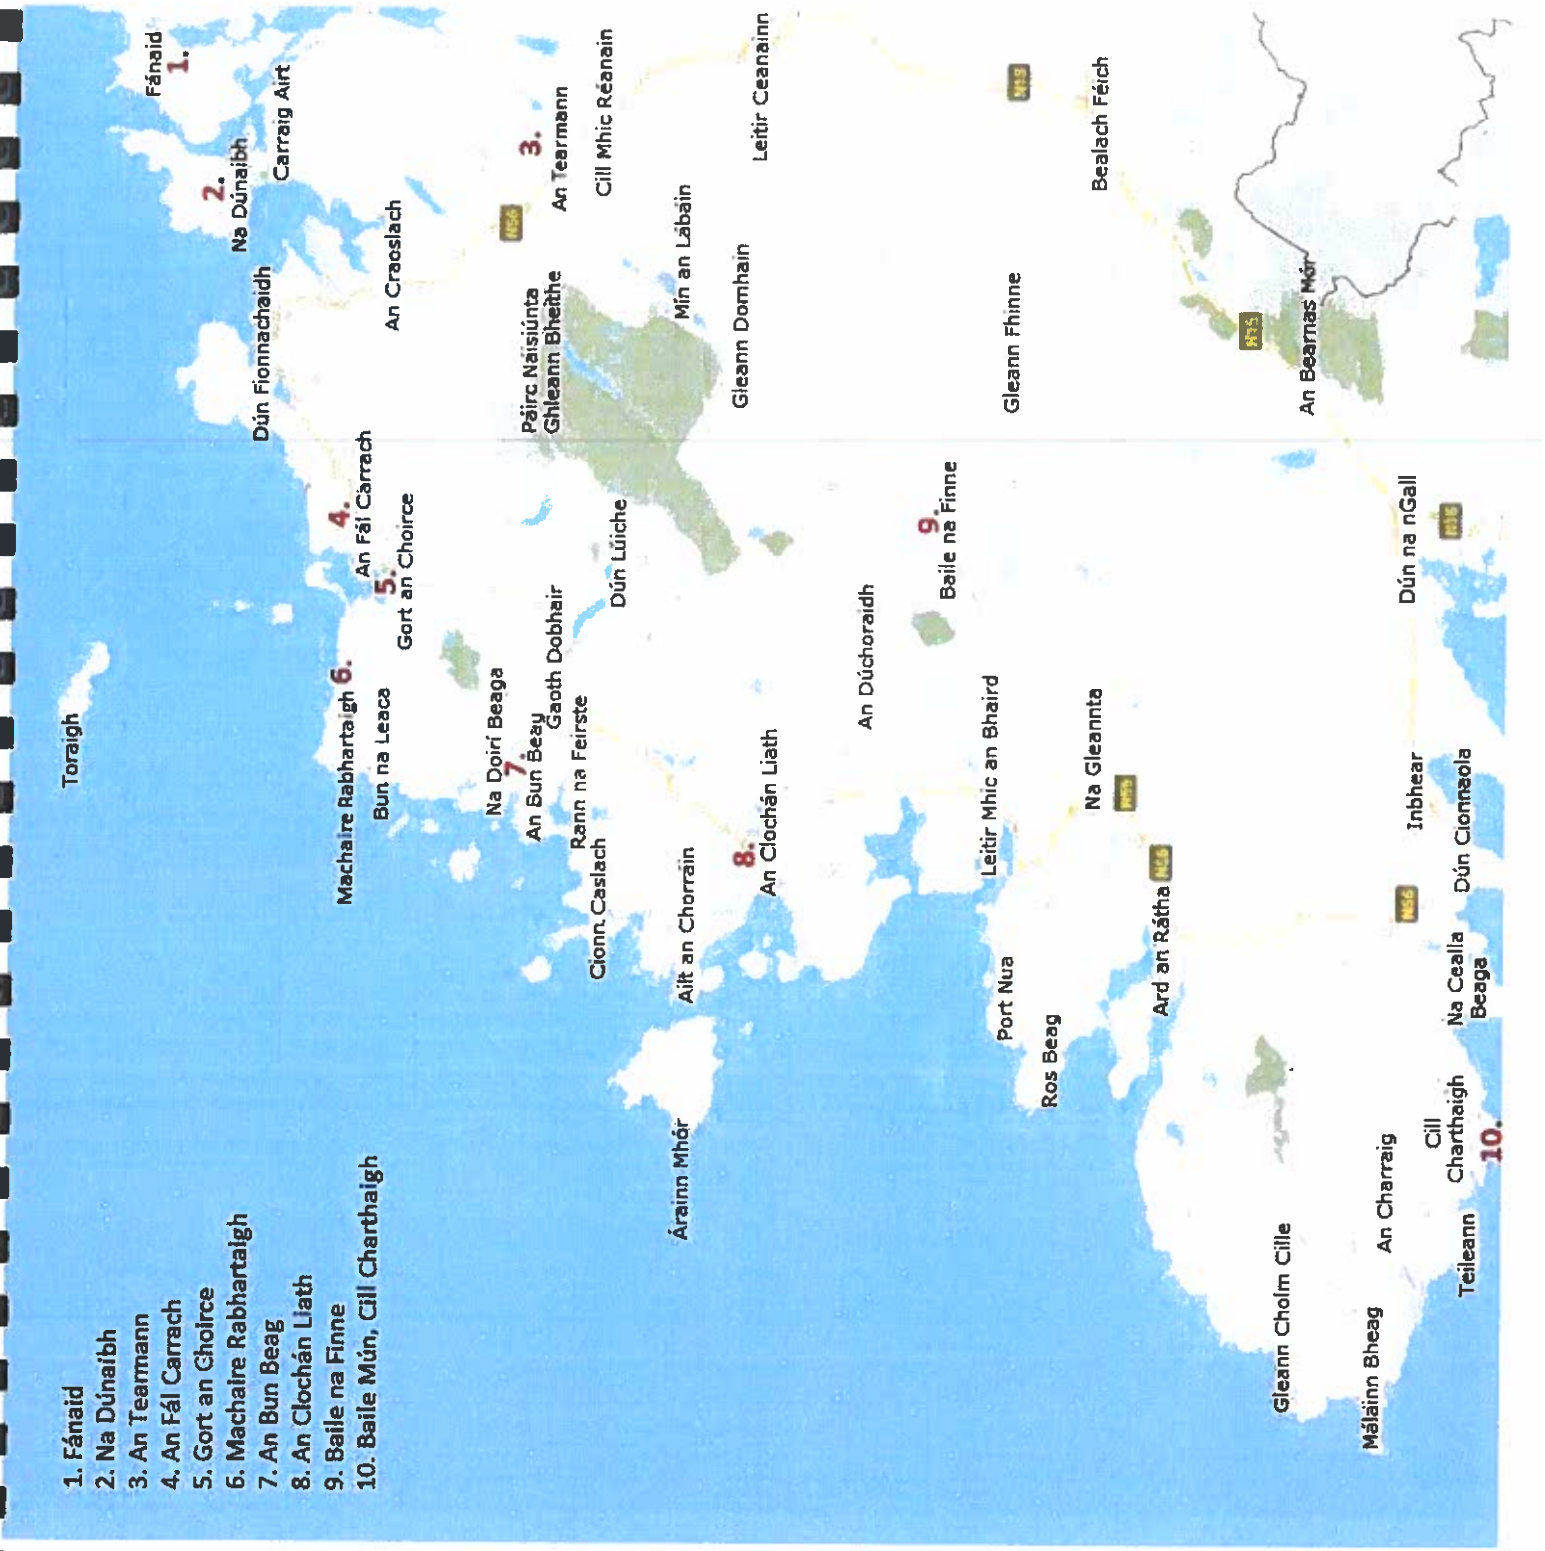 1. Fánaid
2. Na Dúnaibh
3. An Tearmann
4. An Fál Carrach
5. Gort an Choirce
6. Machaire Rabhartaigh
7. An Bun Beag
8. An Clochán Liath
9. Baile na Finne
10. Baile Mún, Cill Charthaigh
Toraigh
Fánaid
1.
2.
Na Dúnaibh
Carraig Airt
Dún Fionnachaidh
An Craoslach
4.
An Fál Carrach
5.
Gort an Choirce
Machaire Rabhartaigh 6.
Bun na Leaca
N56
3.
An Tearmann
Cill Mhic Réanain
Páirc Náisiúnta
Ghleann Bheithe
Na Doirí Beaga
7.
An Bun Beag
Gaoth Dobhair
Rann na Feirste
Cionn Caslach
Dún Lúiche
Mín an Lábáin
Gleann Domhain
Leitir Ceanainn
Ailt an Chorráin
Árainn Mhór
8.
An Clochán Liath
An Dúchoraidh
9.
Baile na Finne
Gleann Fhinne
N13
Bealach Féich
Leitir Mhic an Bhaird
Port Nua
Ros Beag
Na Gleannta
N56
Ard an Rátha
N56
N15
An Bearnas Mór
Gleann Cholm Cille
Málainn Bheag
An Charraig
N56
Inbhear
Dún na nGall
N56
Cill
Charthaigh
Teileann
10.
Na Cealla
Beaga
Dún Cionnaola